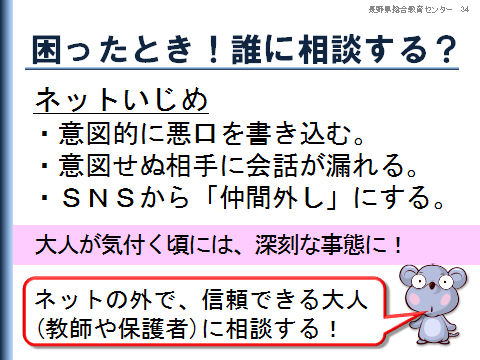 長野県総合教育センター 34
困ったとき！誰に相談する？
ネットいじめ
・意図的に悪口を書き込む。
・意図せぬ相手に会話が漏れる。
・ＳＮＳから「仲間外し」にする。
大人が気付く頃には、深刻な事態に！
ネットの外で、信頼できる大人
(教師や保護者)に相談する！